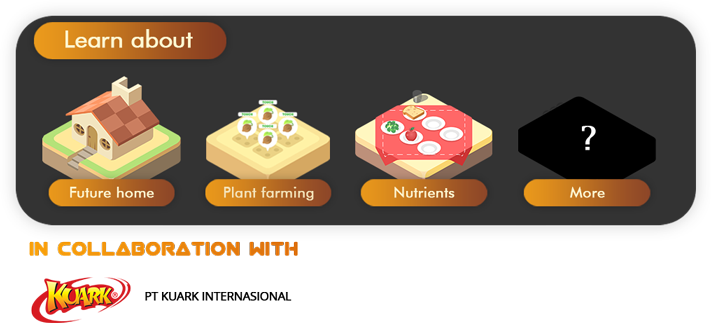 Learn about
Future home
Plant farming
Nutrients
More
?
IN COLLABORATION WITH
KUARK®
PT KUARK INTERNASIONAL